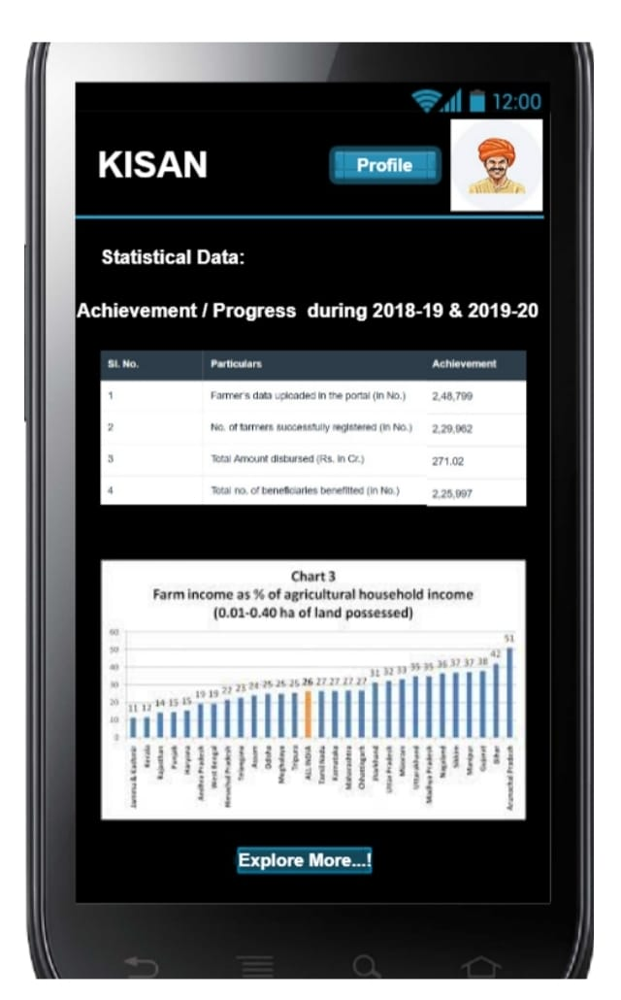 12:00
KISAN
Profile
Statistical Data:
Achievement / Progress during 2018-19 & 2019-20
Sl. No. Particulars Achievement
1 Farmer's data uploaded in the portal (in No.) 2,48,799
2 No. of farmers successfully registered (in No.) 2,29,962
3 Total Amount disbursed (Rs. in Cr.) 271.02
4 Total no. of beneficiaries benefitted (in No.) 2,25,997
Chart 3
Farm income as % of agricultural household income
(0.01-0.40 ha of land possessed)
60
50
40
30
20
10
0
11 12 14 15 15 19 19 22 23 24 25 25 25 26 27 27 27 27 31 32 33 35 35 36 37 37 38 42 51
Jammu & Kashmir
Kerala
Rajasthan
Punjab
Haryana
Andhra Pradesh
West Bengal
Himachal Pradesh
Telangana
Assam
Odisha
Meghalaya
Tripura
ALL INDIA
Tamil Nadu
Karnataka
Maharashtra
Chhattisgarh
Jharkhand
Uttar Pradesh
Mizoram
Uttarakhand
Madhya Pradesh
Nagaland
Sikkim
Manipur
Gujarat
Bihar
Arunachal Pradesh
Explore More...!